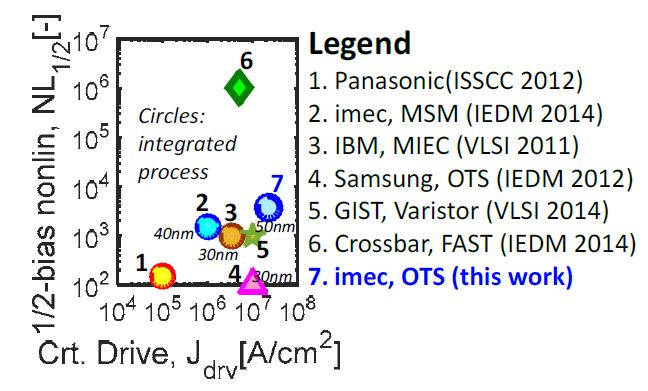 1/2-bias nonlin, NL1/2[-]
10^7
10^6
10^5
10^4
10^3
10^2
6
Circles:
integrated
process
7
2
3
50nm
40nm
5
30nm
1
4
30nm
10^4 10^5 10^6 10^7 10^8
Crt. Drive, Jdrv[A/cm^2]
Legend
1. Panasonic(ISSCC 2012)
2. imec, MSM (IEDM 2014)
3. IBM, MIEC (VLSI 2011)
4. Samsung, OTS (IEDM 2012)
5. GIST, Varistor (VLSI 2014)
6. Crossbar, FAST (IEDM 2014)
7. imec, OTS (this work)